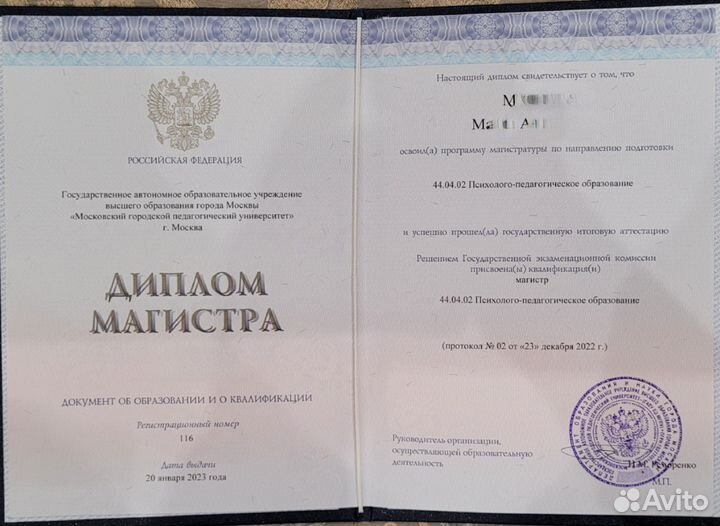 РОССИЙСКАЯ ФЕДЕРАЦИЯ
Государственное автономное образовательное учреждение
высшего образования города Москвы
«Московский городской педагогический университет»
г. Москва
ДИПЛОМ
МАГИСТРА
ДОКУМЕНТ ОБ ОБРАЗОВАНИИ И О КВАЛИФИКАЦИИ
Регистрационный номер
116
Дата выдачи
20 января 2023 года
Настоящий диплом свидетельствует о том, что
освоил(а) программу магистратуры по направлению подготовки
44.04.02 Психолого-педагогическое образование
и успешно прошел(ла) государственную итоговую аттестацию
Решением Государственной экзаменационной комиссии
присвоена(ы) квалификация(и)
магистр
44.04.02 Психолого-педагогическое образование
(протокол № 02 от «23» декабря 2022 г.)
Руководитель организации,
осуществляющей образовательную
деятельность
М.П.
Avito